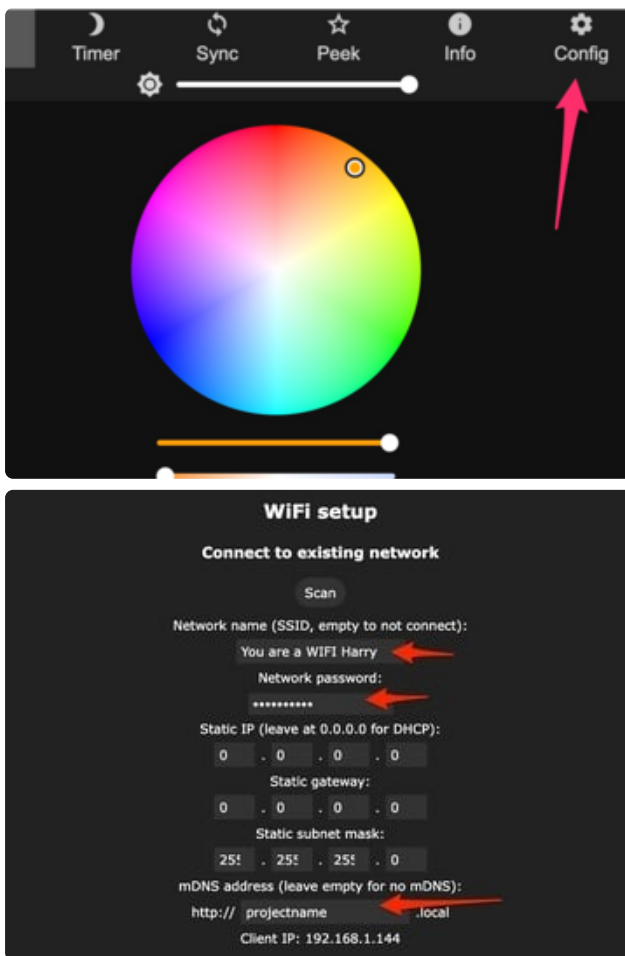 Timer Sync Peek Info Config
WiFi setup
Connect to existing network
Scan
Network name (SSID, empty to not connect):
You are a WIFI Harry
Network password:
••••••••••
Static IP (leave at 0.0.0.0 for DHCP):
0 . 0 . 0 . 0
Static gateway:
0 . 0 . 0 . 0
Static subnet mask:
255 . 255 . 255 . 0
mDNS address (leave empty for no mDNS):
http:// projectname .local
Client IP: 192.168.1.144